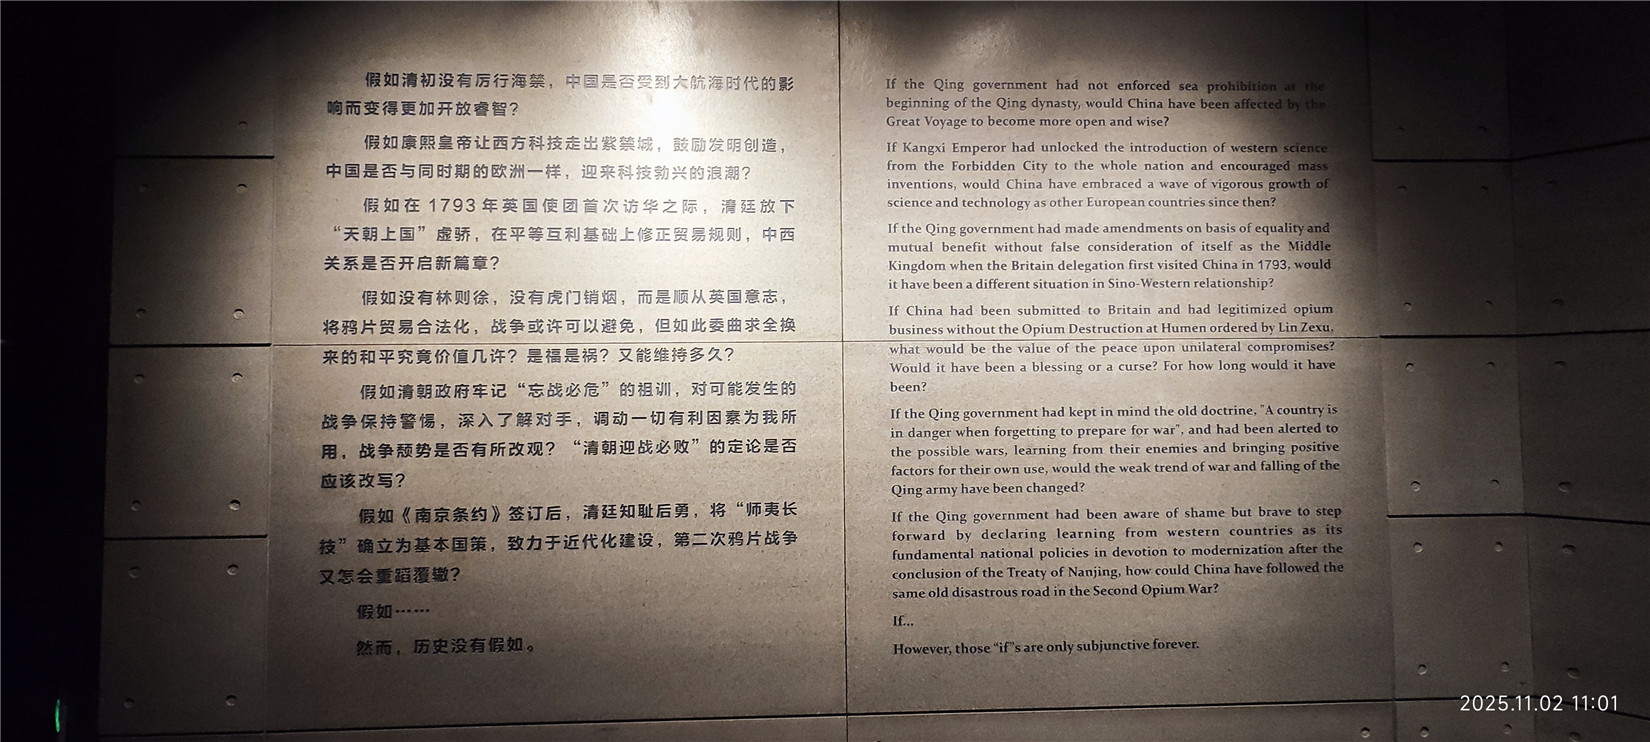 假如清初没有厉行海禁，中国是否受到大航海时代的影
响而变得更加开放睿智？
假如康熙皇帝让西方科技走出紫禁城，鼓励发明创造，
中国是否与同时期的欧洲一样，迎来科技勃兴的浪潮？
假如在1793年英国使团首次访华之际，清廷放下
“天朝上国”虚骄，在平等互利基础上修正贸易规则，中西
关系是否开启新篇章？
假如没有林则徐，没有虎门销烟，而是顺从英国意志，
将鸦片贸易合法化，战争或许可以避免，但如此委曲求全换
来的和平究竟价值几许？是福是祸？又能维持多久？
假如清朝政府牢记“忘战必危”的祖训，对可能发生的
战争保持警惕，深入了解对手，调动一切有利因素为我所
用，战争颓势是否有所改观？“清朝迎战必败”的定论是否
应该改写？
假如《南京条约》签订后，清廷知耻后勇，将“师夷长
技”确立为基本国策，致力于近代化建设，第二次鸦片战争
又怎会重蹈覆辙？
假如……
然而，历史没有假如。
If the Qing government had not enforced sea prohibition at the
beginning of the Qing dynasty, would China have been affected by the
Great Voyage to become more open and wise?
If Kangxi Emperor had unlocked the introduction of western science
from the Forbidden City to the whole nation and encouraged mass
inventions, would China have embraced a wave of vigorous growth of
science and technology as other European countries since then?
If the Qing government had made amendments on basis of equality and
mutual benefit without false consideration of itself as the Middle
Kingdom when the Britain delegation first visited China in 1793, would
it have been a different situation in Sino-Western relationship?
If China had been submitted to Britain and had legitimized opium
business without the Opium Destruction at Humen ordered by Lin Zexu,
what would be the value of the peace upon unilateral compromises?
Would it have been a blessing or a curse? For how long would it have
been?
If the Qing government had kept in mind the old doctrine, "A country is
in danger when forgetting to prepare for war", and had been alerted to
the possible wars, learning from their enemies and bringing positive
factors for their own use, would the weak trend of war and falling of the
Qing army have been changed?
If the Qing government had been aware of shame but brave to step
forward by declaring learning from western countries as its
fundamental national policies in devotion to modernization after the
conclusion of the Treaty of Nanjing, how could China have followed the
same old disastrous road in the Second Opium War?
If...
However, those “if”s are only subjunctive forever.
2025.11.02 11:01